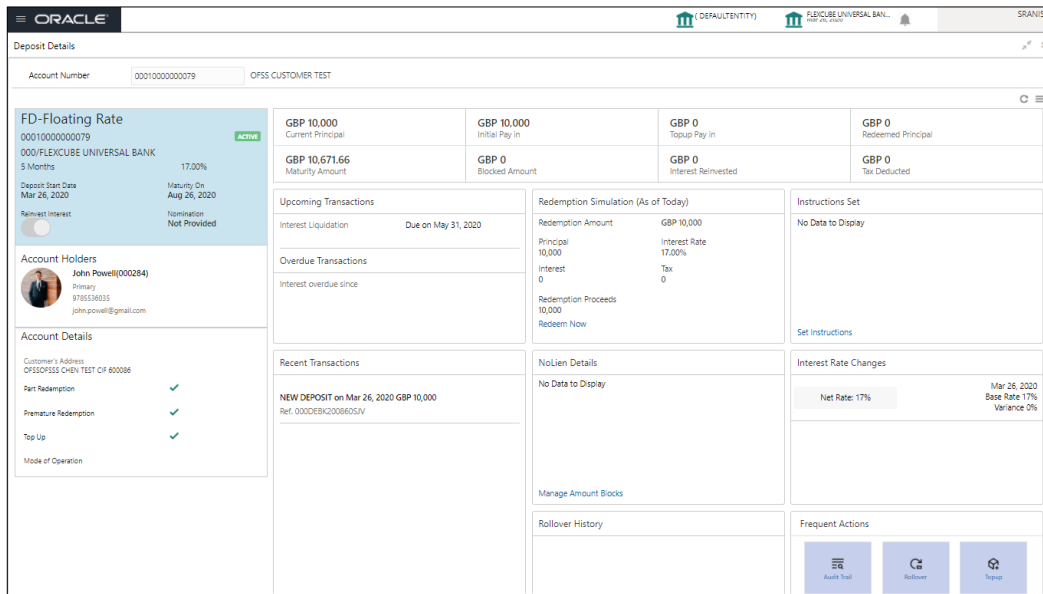 ORACLE
( DEFAULTENTITY)
FLEXCUBE UNIVERSAL BAN...
Mar 26, 2020
SRANIS
Deposit Details
Account Number
00010000000079
OFSS CUSTOMER TEST
FD-Floating Rate
00010000000079
ACTIVE
000/FLEXCUBE UNIVERSAL BANK
5 Months 17.00%
Deposit Start Date Maturity On
Mar 26, 2020 Aug 26, 2020
Reinvest Interest Nomination
Not Provided
Account Holders
John Powell(000284)
Primary
9785536035
john.powell@gmail.com
Account Details
Customer's Address
OFSSOFSSS CHEN TEST CIF 600086
Part Redemption
Premature Redemption
Top Up
Mode of Operation
GBP 10,000 GBP 10,000 GBP 0 GBP 0
Current Principal Initial Pay in Topup Pay in Redeemed Principal
GBP 10,671.66 GBP 0 GBP 0 GBP 0
Maturity Amount Blocked Amount Interest Reinvested Tax Deducted
Upcoming Transactions
Interest Liquidation Due on May 31, 2020
Overdue Transactions
Interest overdue since
Redemption Simulation (As of Today)
Redemption Amount GBP 10,000
Principal Interest Rate
10,000 17.00%
Interest Tax
0 0
Redemption Proceeds
10,000
Redeem Now
Instructions Set
No Data to Display
Set Instructions
Recent Transactions
NEW DEPOSIT on Mar 26, 2020 GBP 10,000
Ref. 000DEBK200860SJV
NoLien Details
No Data to Display
Manage Amount Blocks
Interest Rate Changes
Net Rate: 17%
Mar 26, 2020
Base Rate 17%
Variance 0%
Rollover History
Frequent Actions
Audit Trail Rollover Topup